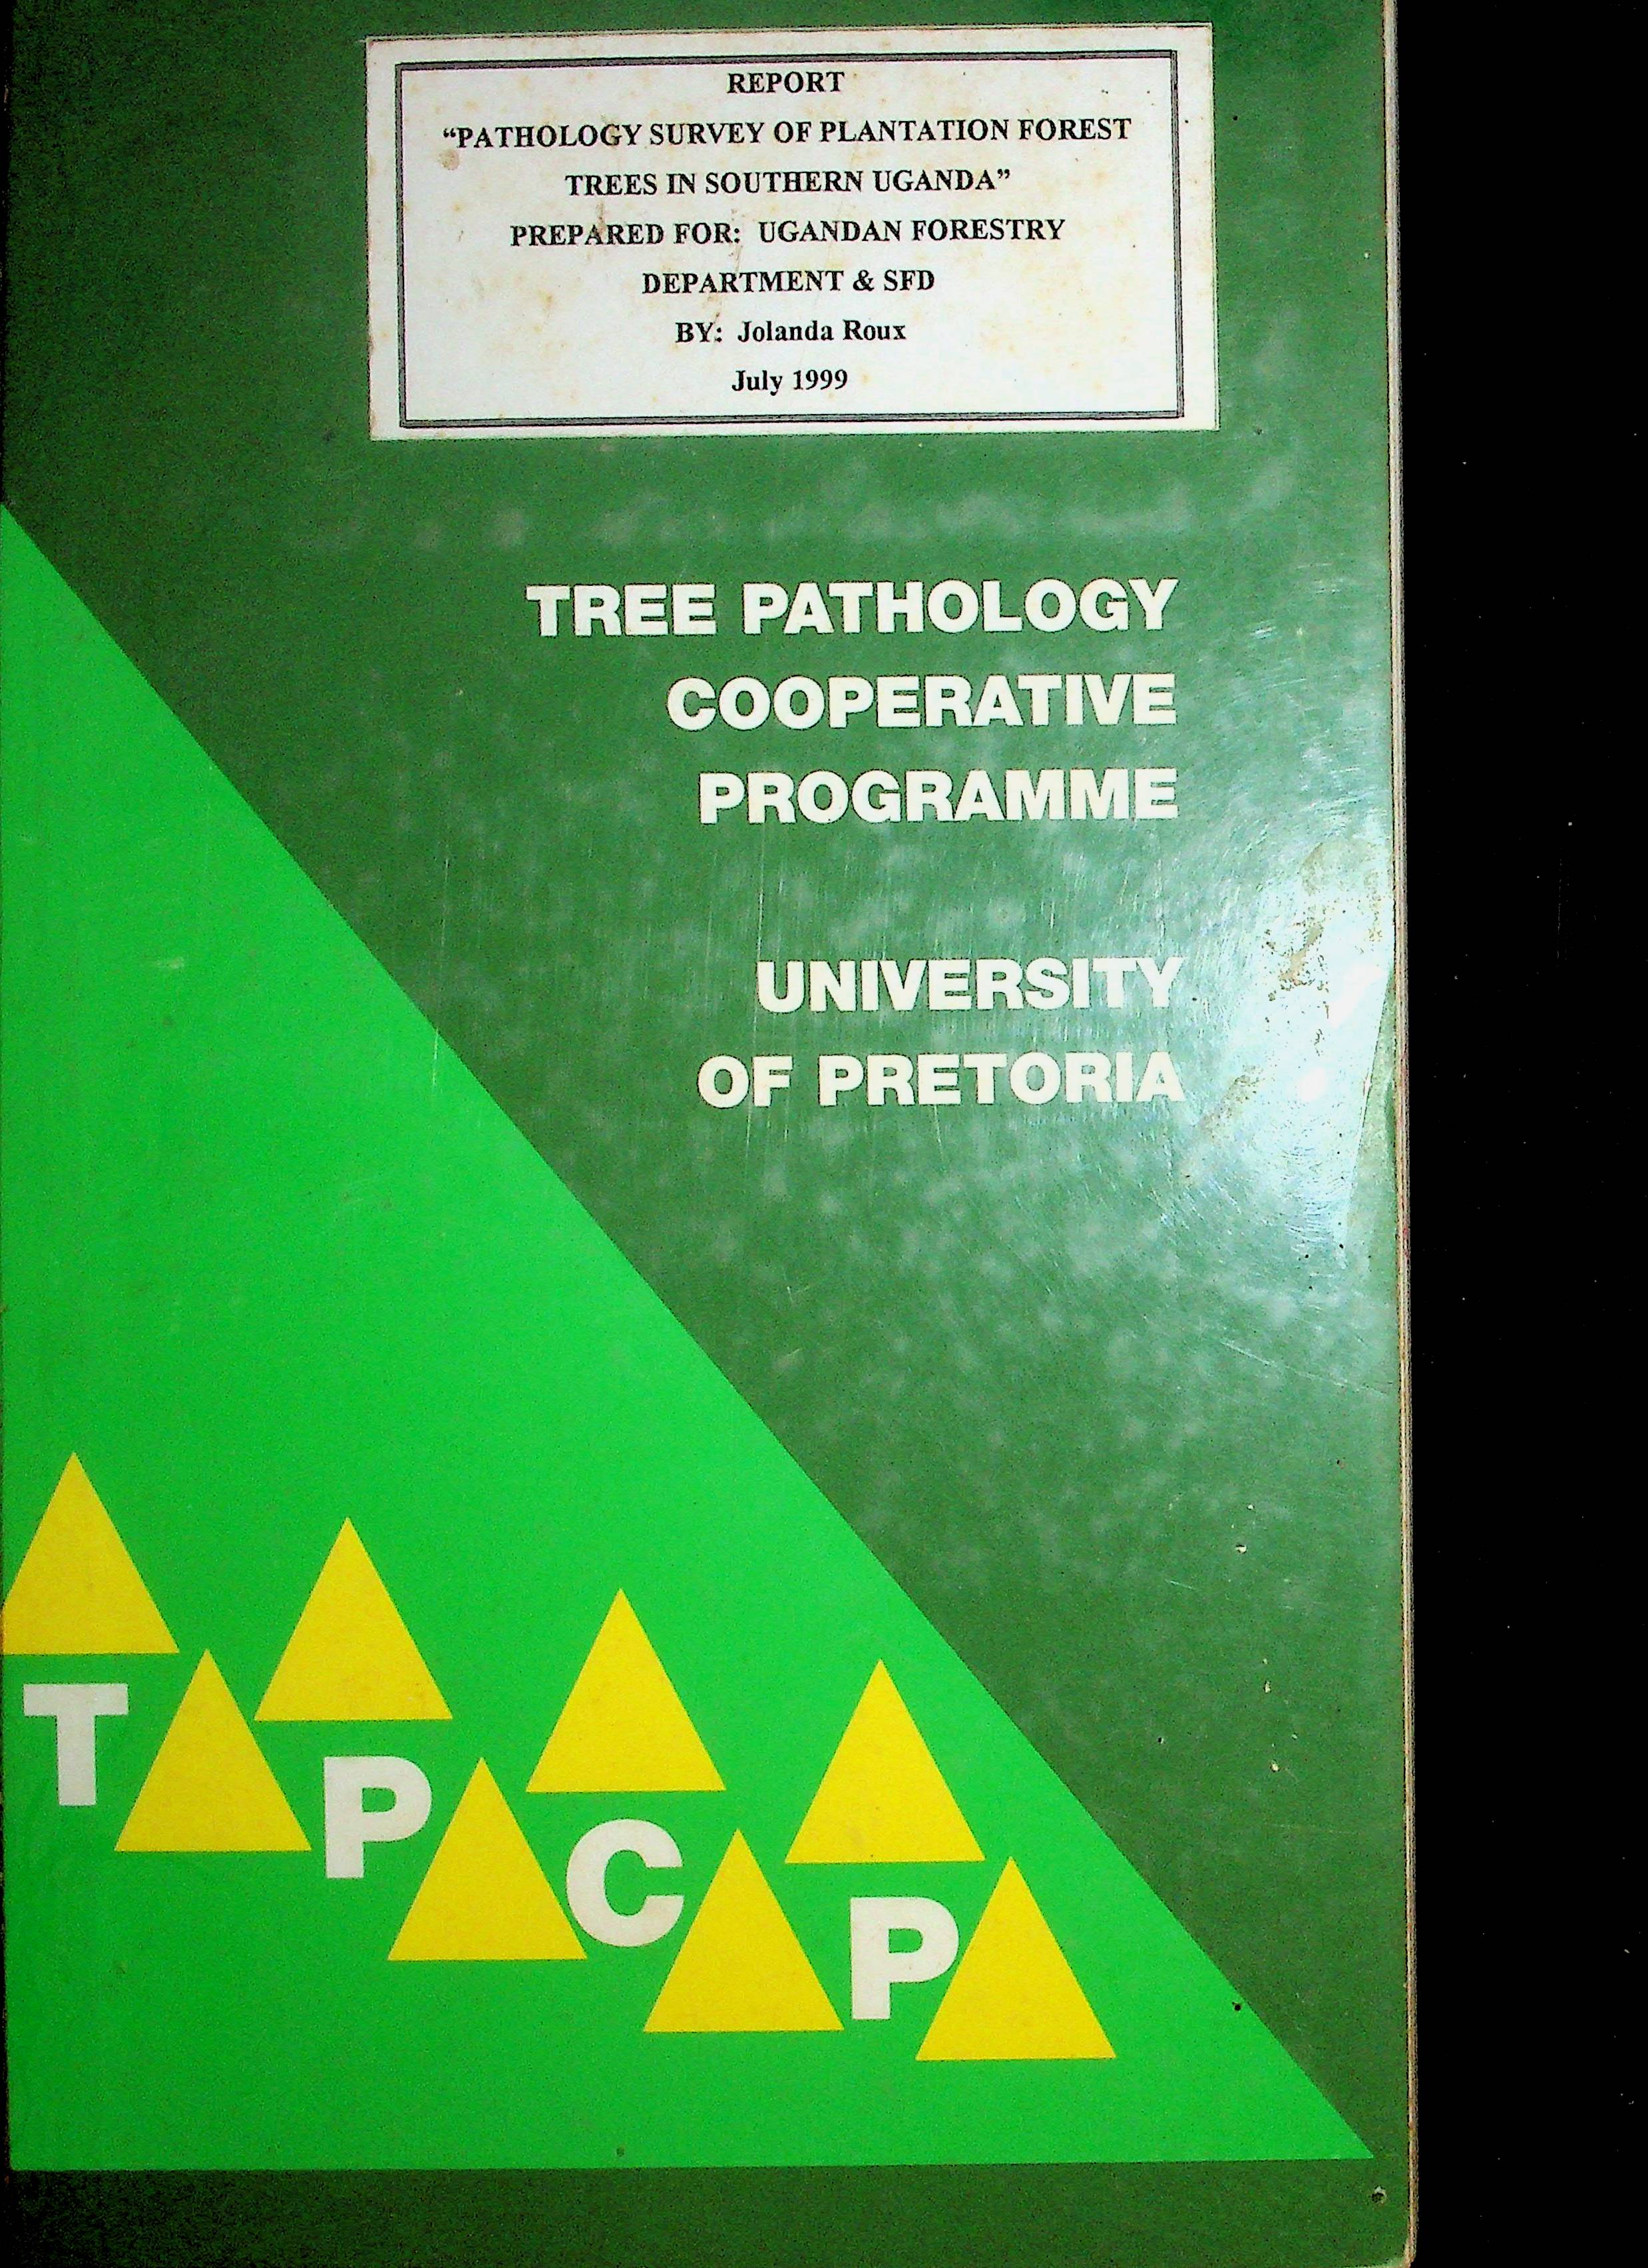 REPORT
“PATHOLOGY SURVEY OF PLANTATION FOREST
TREES IN SOUTHERN UGANDA”
PREPARED FOR: UGANDAN FORESTRY
DEPARTMENT & SFD
BY: Jolanda Roux
July 1999
TREE PATHOLOGY
COOPERATIVE
PROGRAMME
UNIVERSITY
OF PRETORIA
T P C P